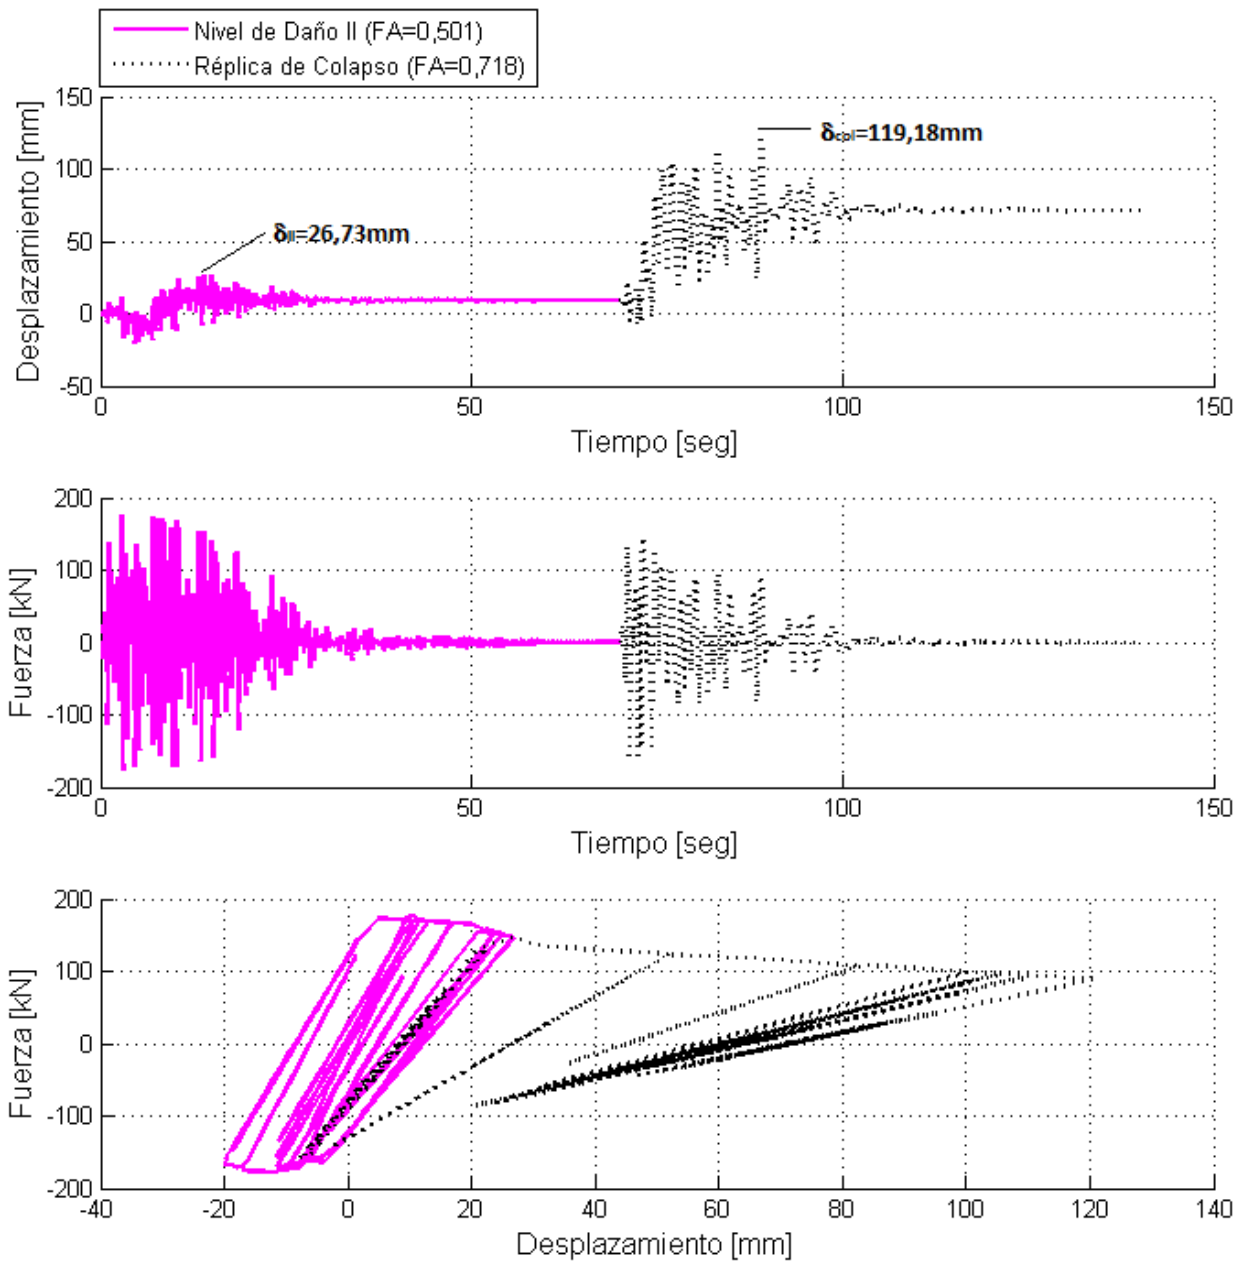 Nivel de Daño II (FA=0,501)
Réplica de Colapso (FA=0,718)
150
100
50
0
-50
Desplazamiento [mm]
δcol=119,18mm
δII=26,73mm
0 50 100 150
Tiempo [seg]
200
100
0
-100
-200
Fuerza [kN]
0 50 100 150
Tiempo [seg]
200
100
0
-100
-200
Fuerza [kN]
-40 -20 0 20 40 60 80 100 120 140
Desplazamiento [mm]